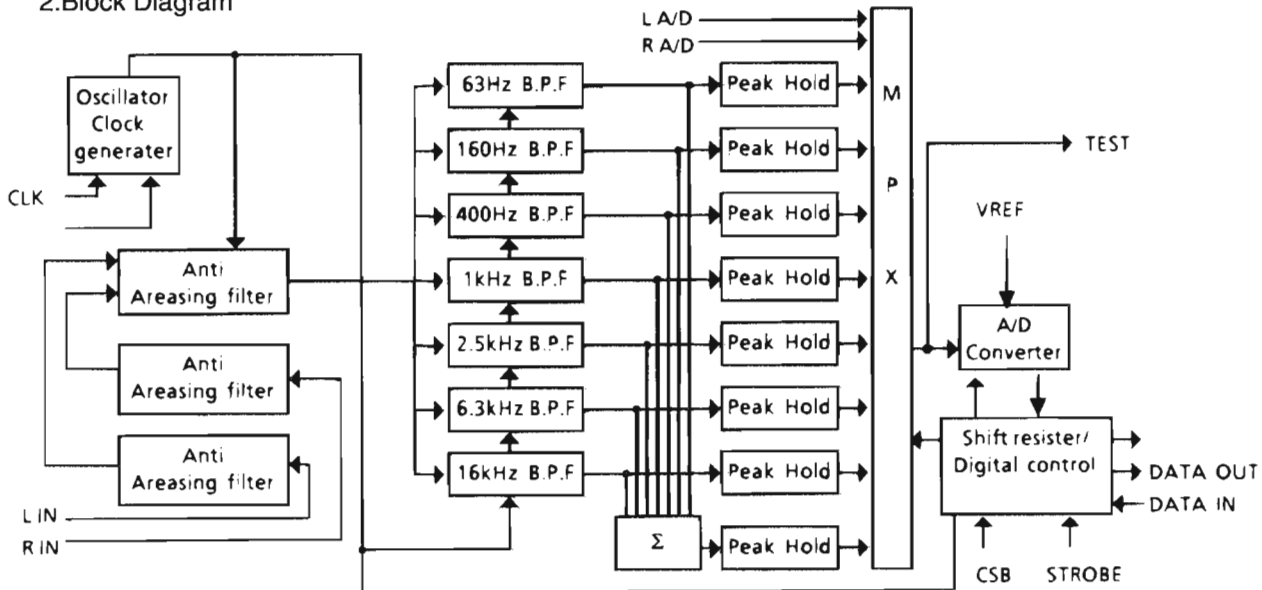 2.Block Diagram
L A/D
R A/D
Oscillator
Clock
generater
CLK
Anti
Areasing filter
Anti
Areasing filter
Anti
Areasing filter
L IN
R IN
63Hz B.P.F
160Hz B.P.F
400Hz B.P.F
1kHz B.P.F
2.5kHz B.P.F
6.3kHz B.P.F
16kHz B.P.F
Σ
Peak Hold
Peak Hold
Peak Hold
Peak Hold
Peak Hold
Peak Hold
Peak Hold
Peak Hold
M
P
X
TEST
VREF
A/D
Converter
Shift resister/
Digital control
DATA OUT
DATA IN
CSB
STROBE